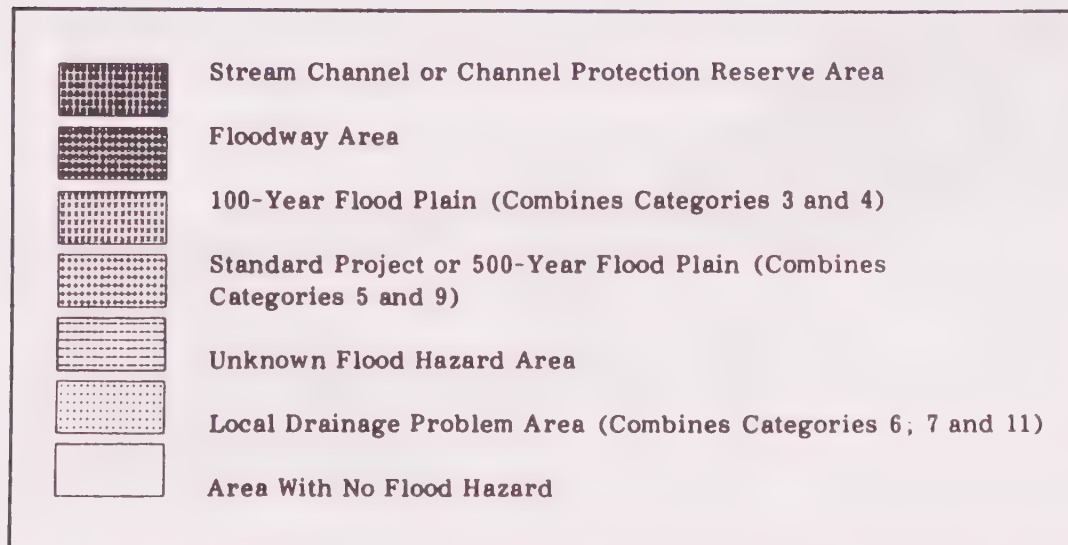 Stream Channel or Channel Protection Reserve Area
Floodway Area
100-Year Flood Plain (Combines Categories 3 and 4)
Standard Project or 500-Year Flood Plain (Combines
Categories 5 and 9)
Unknown Flood Hazard Area
Local Drainage Problem Area (Combines Categories 6; 7 and 11)
Area With No Flood Hazard